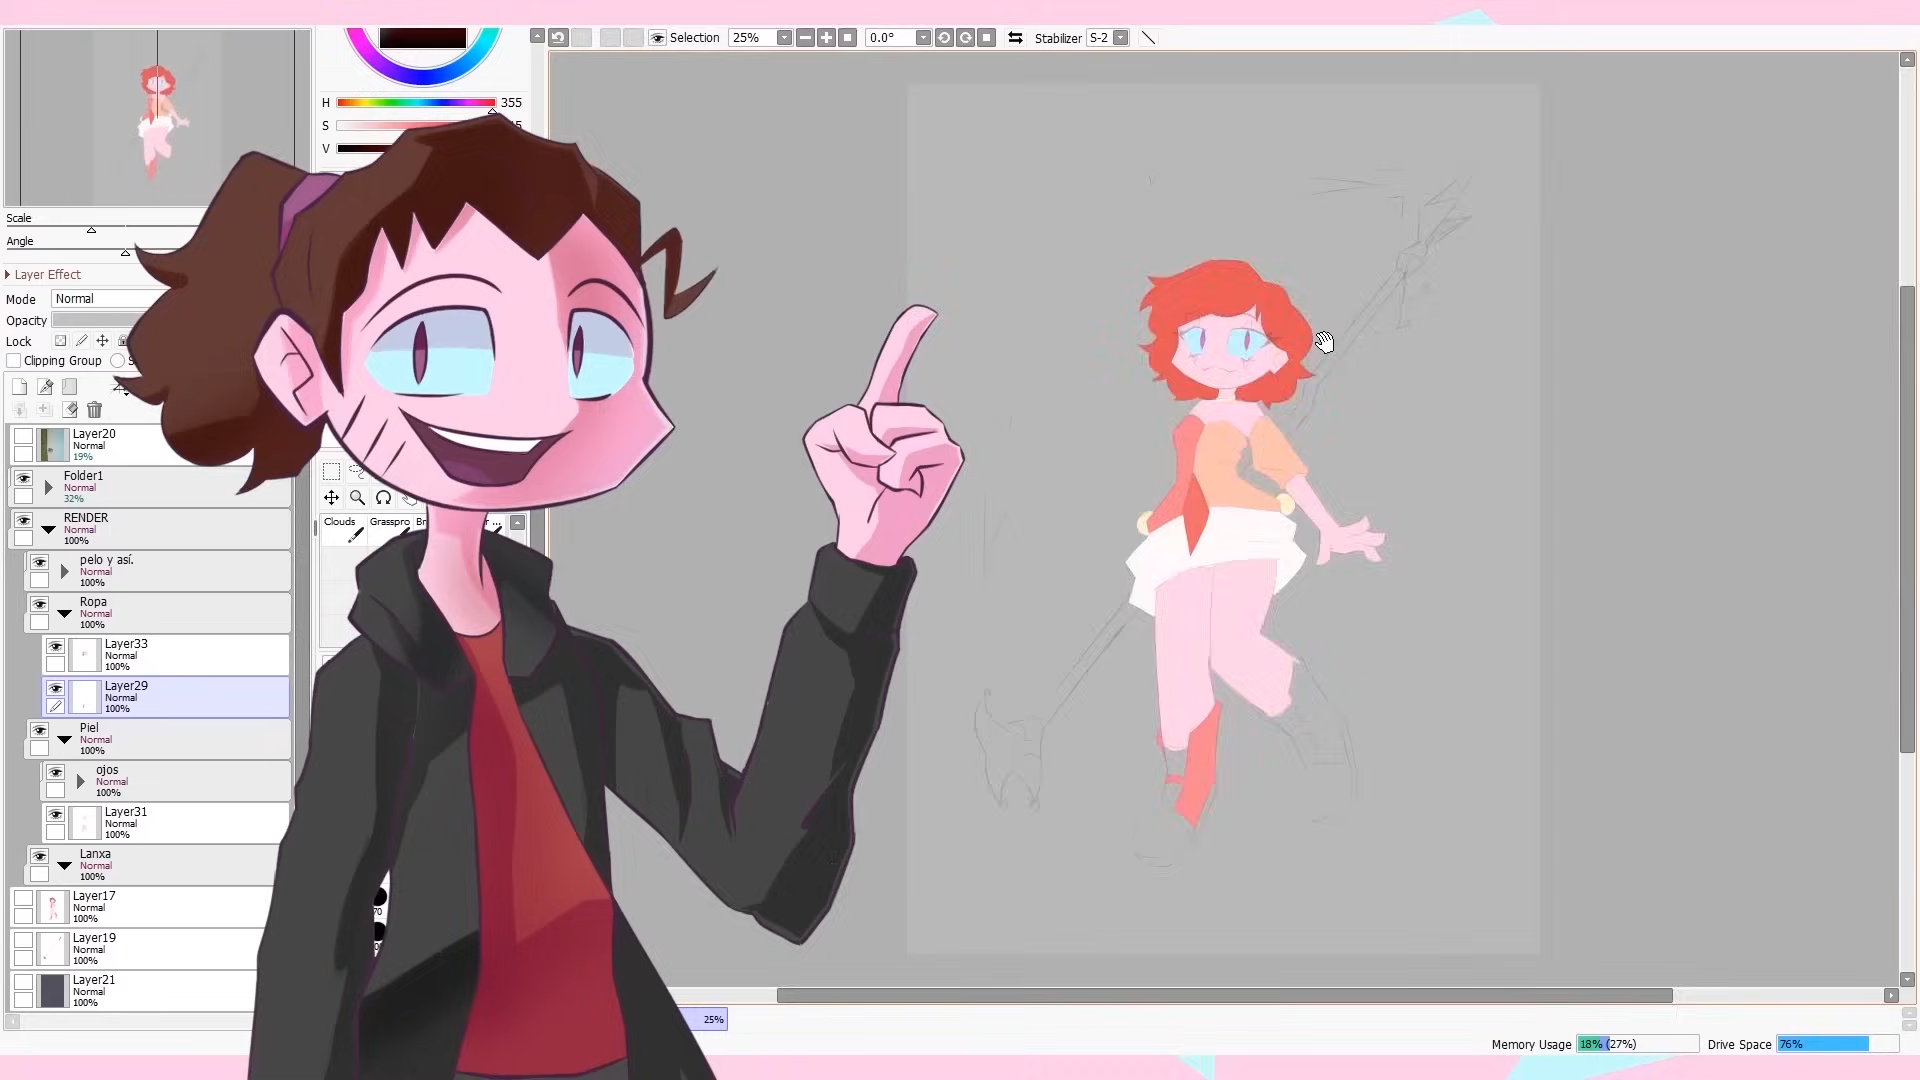 Selection 25% 0.0° Stabilizer S-2
H 355
S
V
Scale
Angle
Layer Effect
Mode Normal
Opacity
Lock
Clipping Group
Layer20
Normal
19%
Folder1
Normal
32%
RENDER
Normal
100%
pelo y así.
Normal
100%
Ropa
Normal
100%
Layer33
Normal
100%
Layer29
Normal
100%
Piel
Normal
100%
ojos
Normal
100%
Layer31
Normal
100%
Lanxa
Normal
100%
Layer17
Normal
100%
Layer19
Normal
100%
Layer21
Normal
100%
Clouds Grasspro
25%
Memory Usage 18% (27%) Drive Space 76%